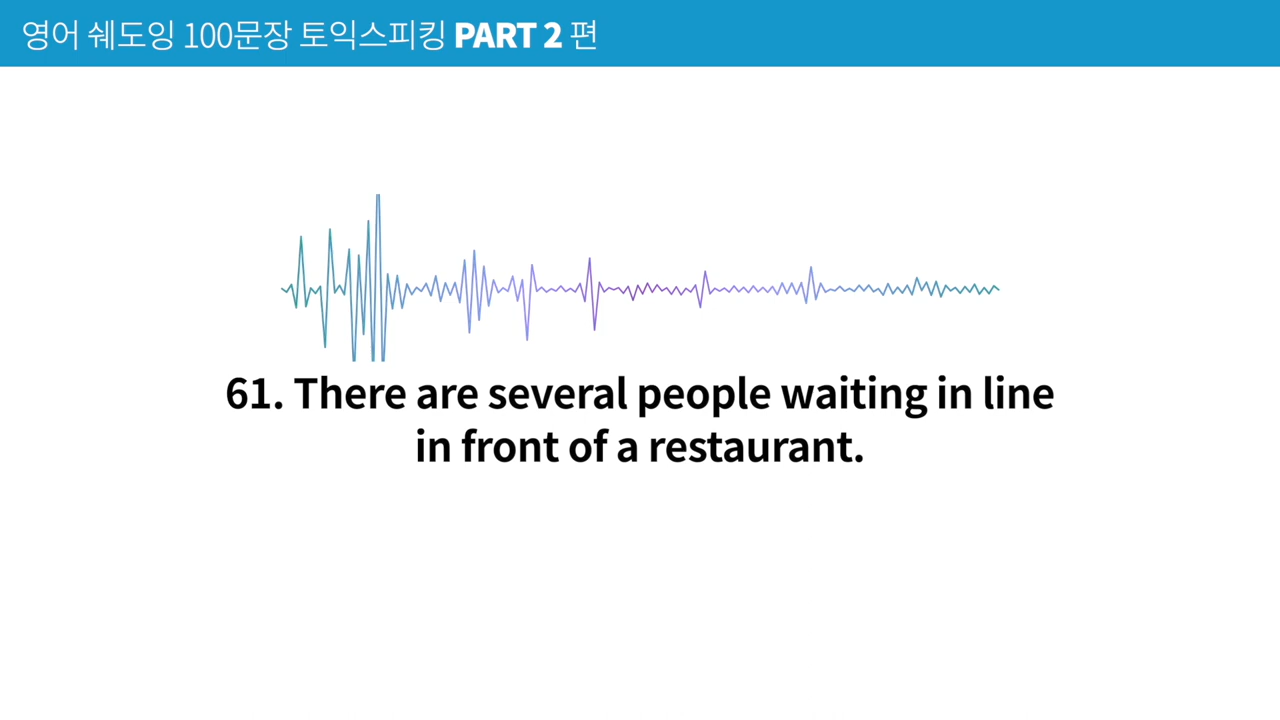 영어 쉐도잉 100문장 토익스피킹 PART 2 편
61. There are several people waiting in line
in front of a restaurant.